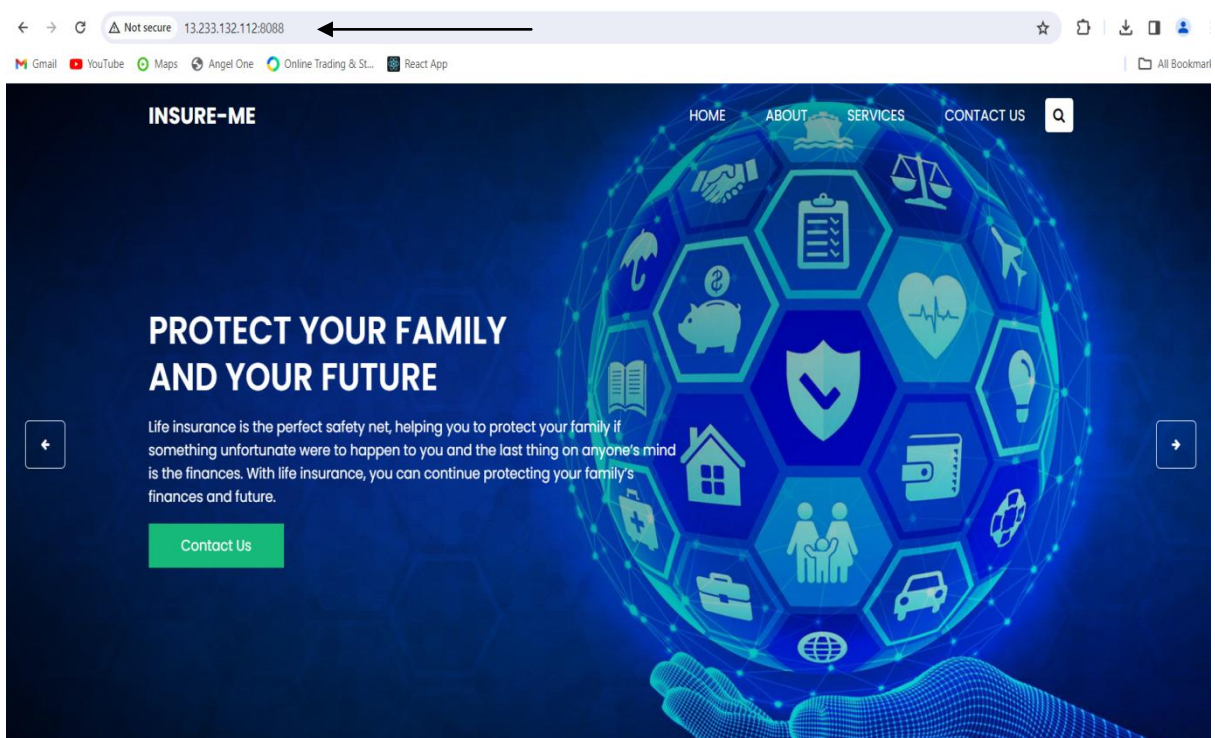 Not secure 13.233.132.112:8088
Gmail YouTube Maps Angel One Online Trading & St... React App All Bookmark
INSURE-ME HOME ABOUT SERVICES CONTACT US
PROTECT YOUR FAMILY
AND YOUR FUTURE
Life insurance is the perfect safety net, helping you to protect your family if
something unfortunate were to happen to you and the last thing on anyone's mind
is the finances. With life insurance, you can continue protecting your family's
finances and future.
Contact Us